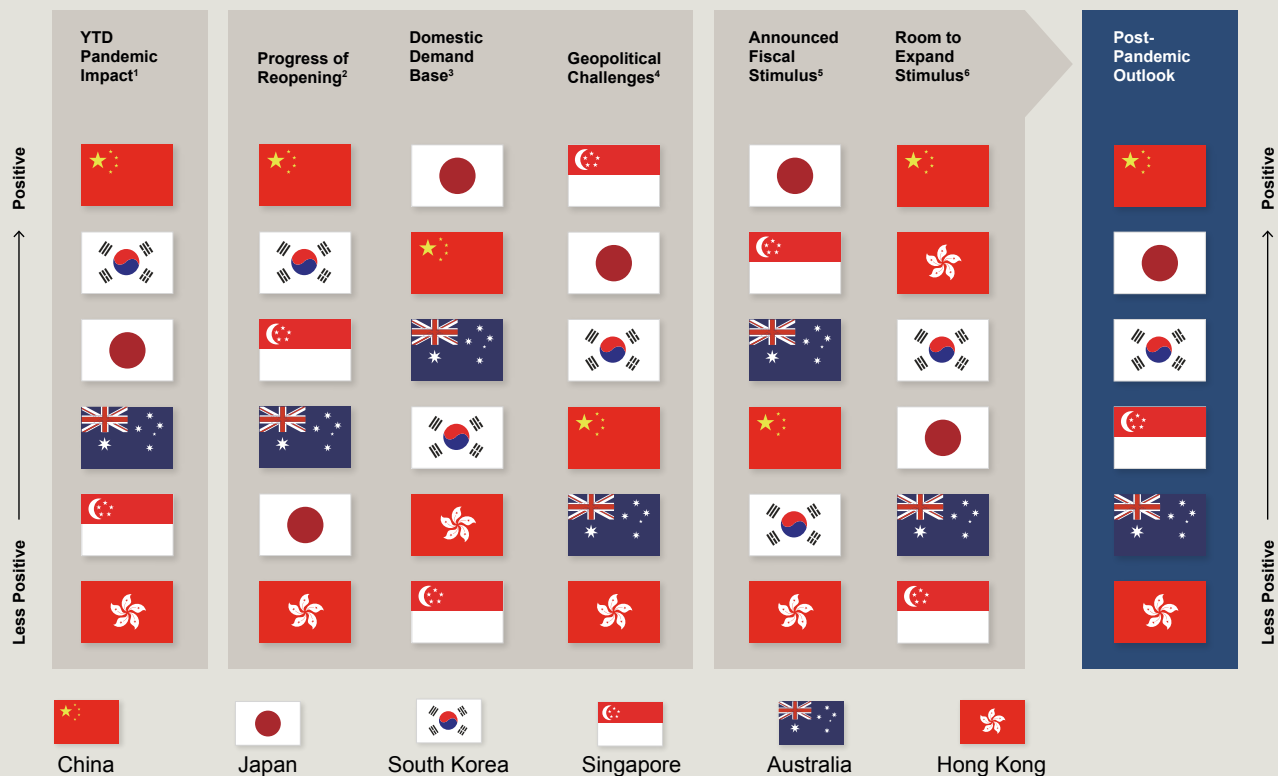 YTD
Pandemic
Impact¹
Progress of
Reopening²
Domestic
Demand
Base³
Geopolitical
Challenges⁴
Announced
Fiscal
Stimulus⁵
Room to
Expand
Stimulus⁶
Post-
Pandemic
Outlook
Positive
Less Positive
Positive
Less Positive
China
Japan
South Korea
Singapore
Australia
Hong Kong